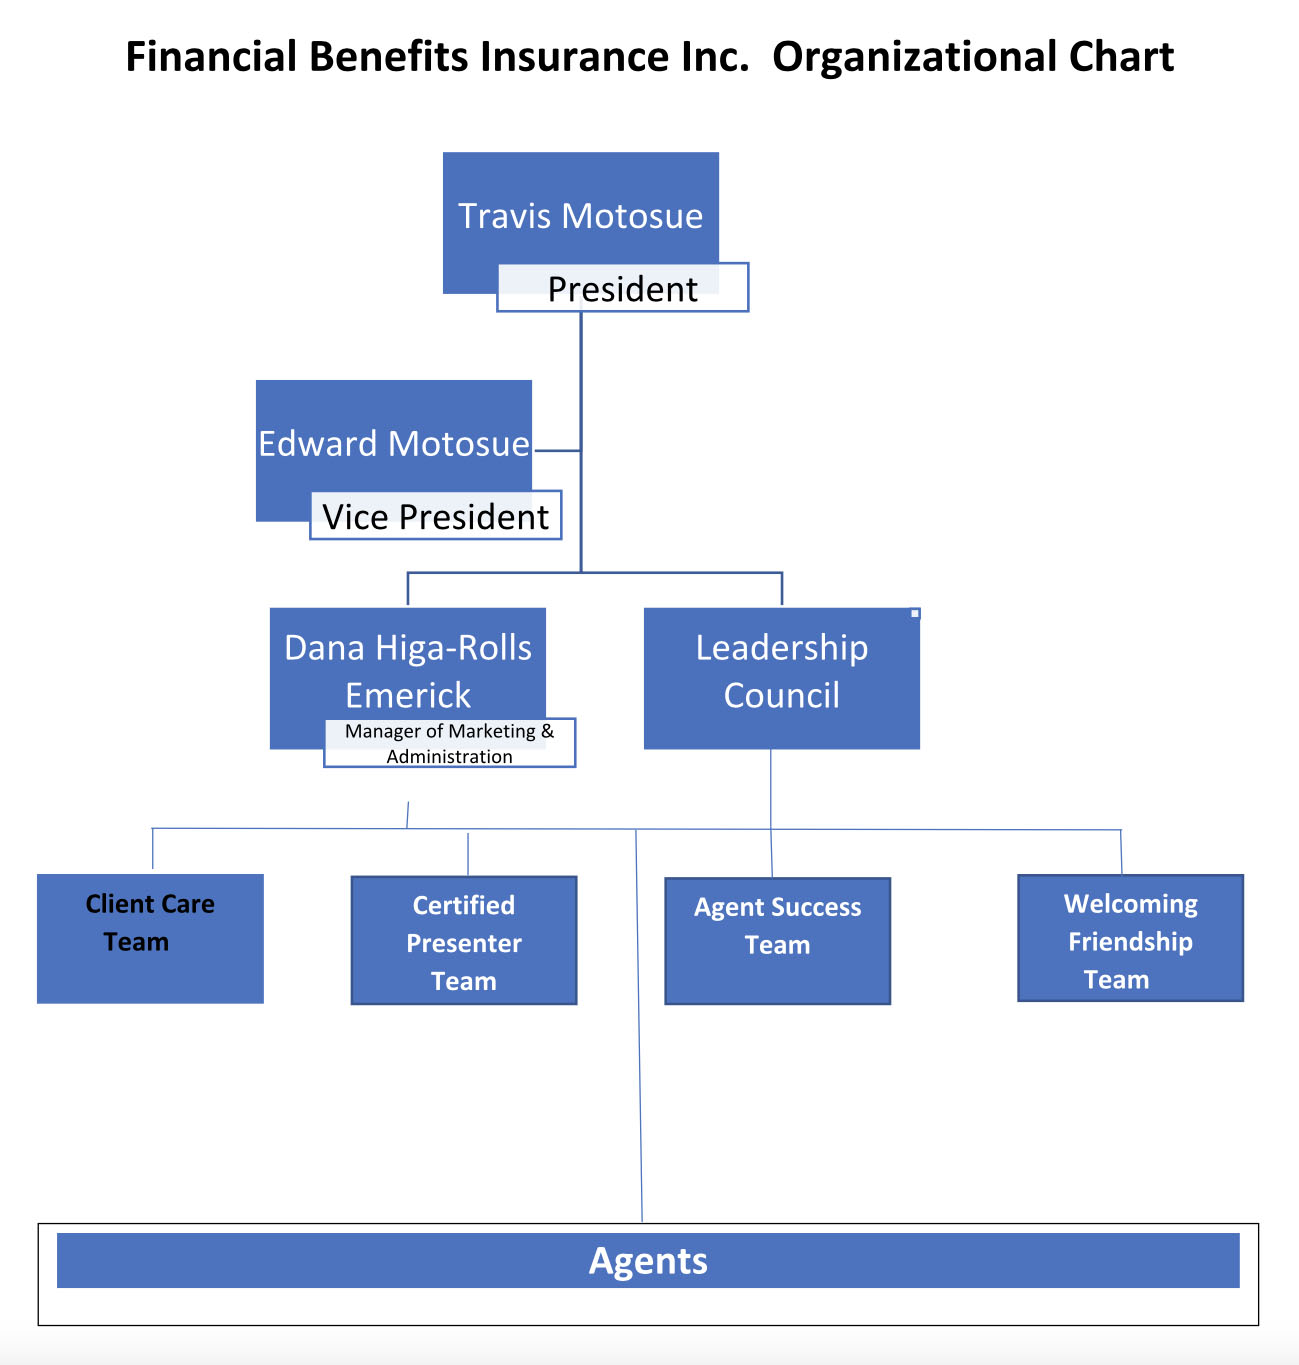 Financial Benefits Insurance Inc.  Organizational Chart
Travis Motosue
President
Edward Motosue
Vice President
Dana Higa-Rolls
Emerick
Manager of Marketing &
Administration
Leadership
Council
Client Care
Team
Certified
Presenter
Team
Agent Success
Team
Welcoming
Friendship
Team
Agents